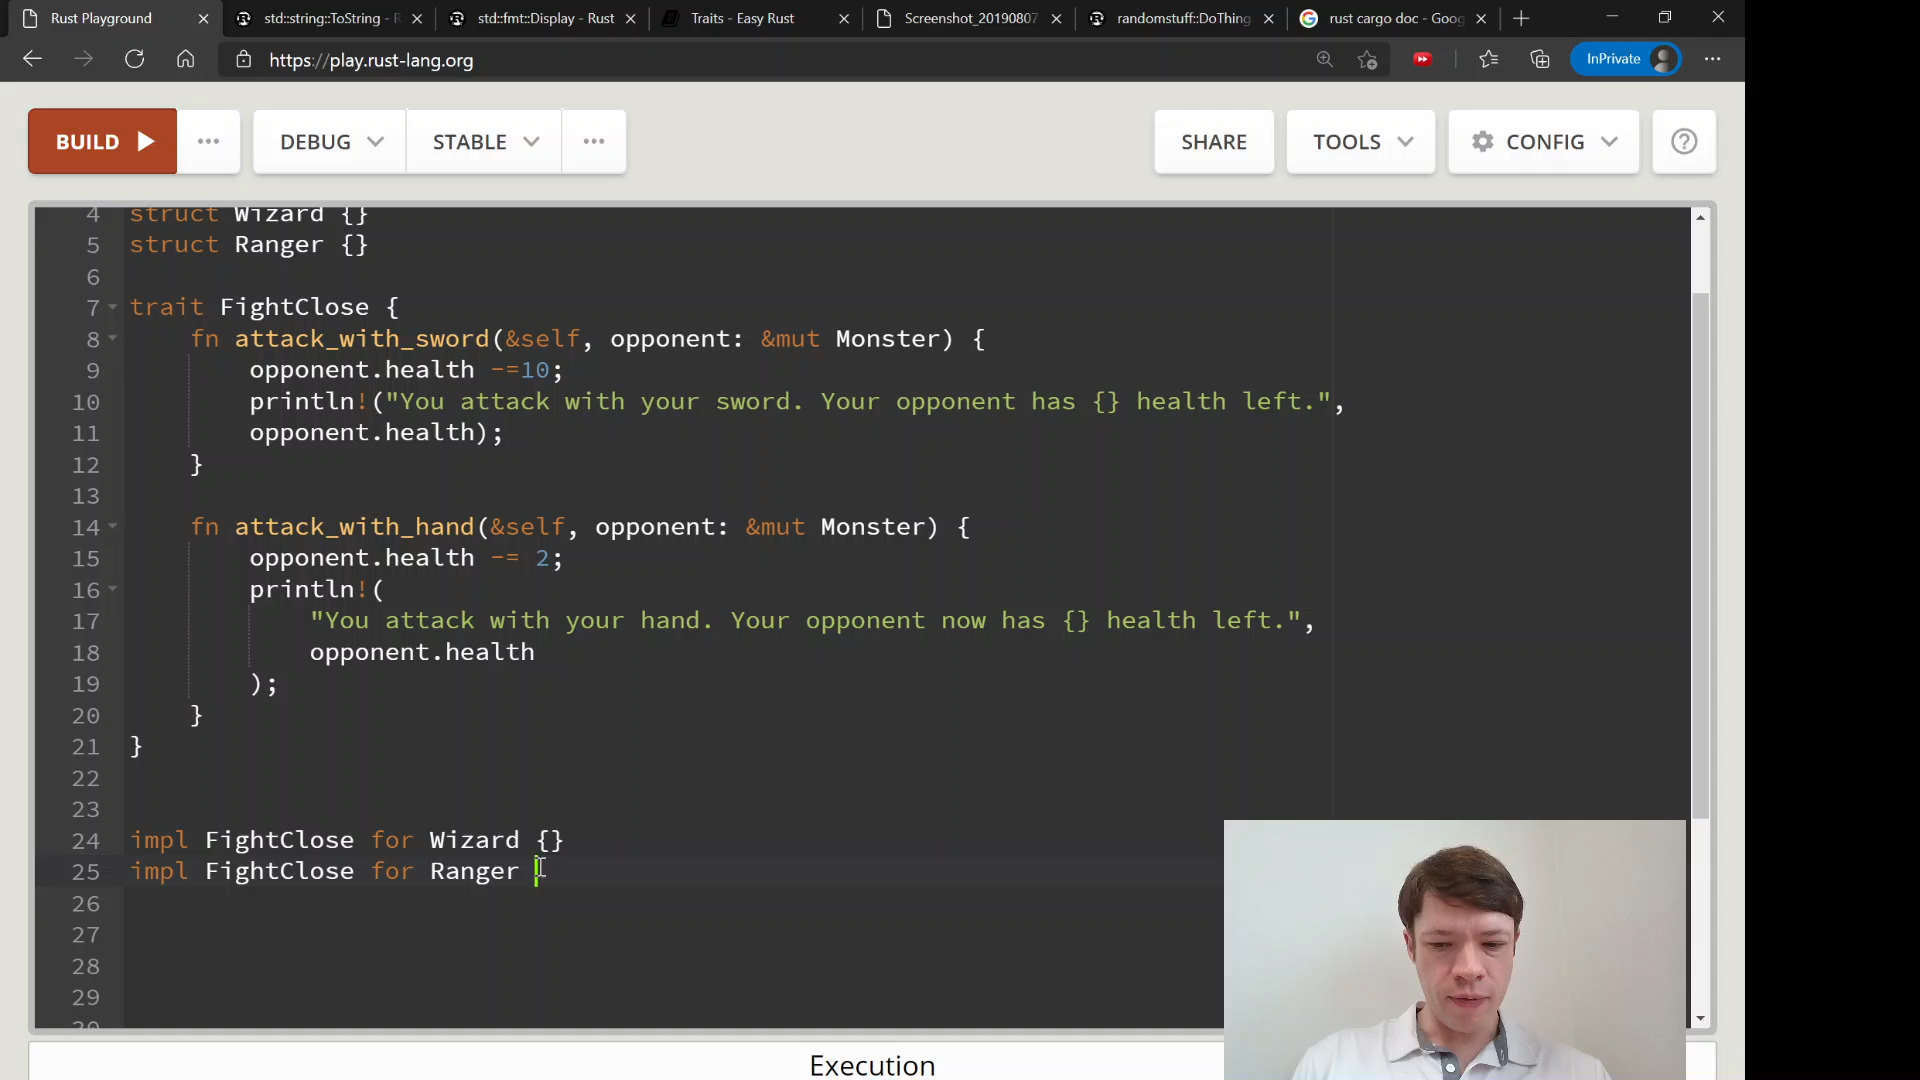 Rust Playground
std::string::ToString - R
std::fmt::Display - Rust
Traits - Easy Rust
Screenshot_20190807
randomstuff::DoThing
rust cargo doc - Goog
https://play.rust-lang.org
InPrivate
BUILD
DEBUG
STABLE
SHARE
TOOLS
CONFIG
4 struct Wizard {}
5 struct Ranger {}
6
7 trait FightClose {
8 fn attack_with_sword(&self, opponent: &mut Monster) {
9 opponent.health -=10;
10 println!("You attack with your sword. Your opponent has {} health left.",
11 opponent.health);
12 }
13
14 fn attack_with_hand(&self, opponent: &mut Monster) {
15 opponent.health -= 2;
16 println!(
17 "You attack with your hand. Your opponent now has {} health left.",
18 opponent.health
19 );
20 }
21 }
22
23
24 impl FightClose for Wizard {}
25 impl FightClose for Ranger
26
27
28
29
30
Execution